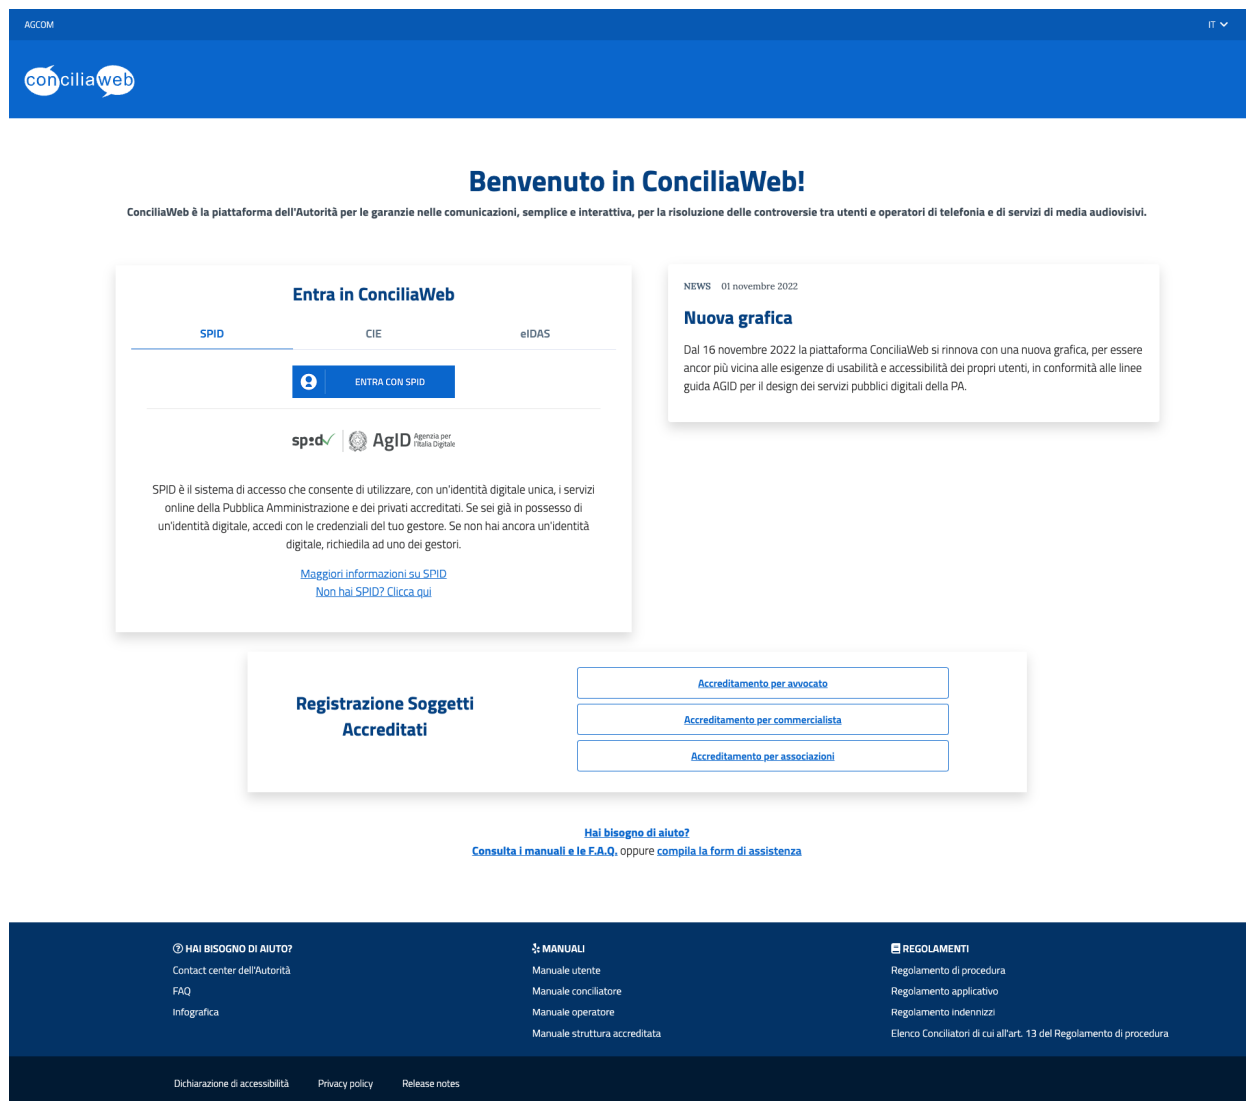 AGCOM
IT
conciliaweb
Benvenuto in ConciliaWeb!
ConciliaWeb è la piattaforma dell'Autorità per le garanzie nelle comunicazioni, semplice e interattiva, per la risoluzione delle controversie tra utenti e operatori di telefonia e di servizi di media audiovisivi.
Entra in ConciliaWeb
SPID
CIE
eIDAS
ENTRA CON SPID
spid
AgID Agenzia per
l'Italia Digitale
SPID è il sistema di accesso che consente di utilizzare, con un'identità digitale unica, i servizi
online della Pubblica Amministrazione e dei privati accreditati. Se sei già in possesso di
un'identità digitale, accedi con le credenziali del tuo gestore. Se non hai ancora un'identità
digitale, richiedila ad uno dei gestori.
Maggiori informazioni su SPID
Non hai SPID? Clicca qui
NEWS 01 novembre 2022
Nuova grafica
Dal 16 novembre 2022 la piattaforma ConciliaWeb si rinnova con una nuova grafica, per essere
ancor più vicina alle esigenze di usabilità e accessibilità dei propri utenti, in conformità alle linee
guida AGID per il design dei servizi pubblici digitali della PA.
Registrazione Soggetti
Accreditati
Accreditamento per avvocato
Accreditamento per commercialista
Accreditamento per associazioni
Hai bisogno di aiuto?
Consulta i manuali e le F.A.Q. oppure compila la form di assistenza
HAI BISOGNO DI AIUTO?
Contact center dell'Autorità
FAQ
Infografica
MANUALI
Manuale utente
Manuale conciliatore
Manuale operatore
Manuale struttura accreditata
REGOLAMENTI
Regolamento di procedura
Regolamento applicativo
Regolamento indennizzi
Elenco Conciliatori di cui all'art. 13 del Regolamento di procedura
Dichiarazione di accessibilità
Privacy policy
Release notes